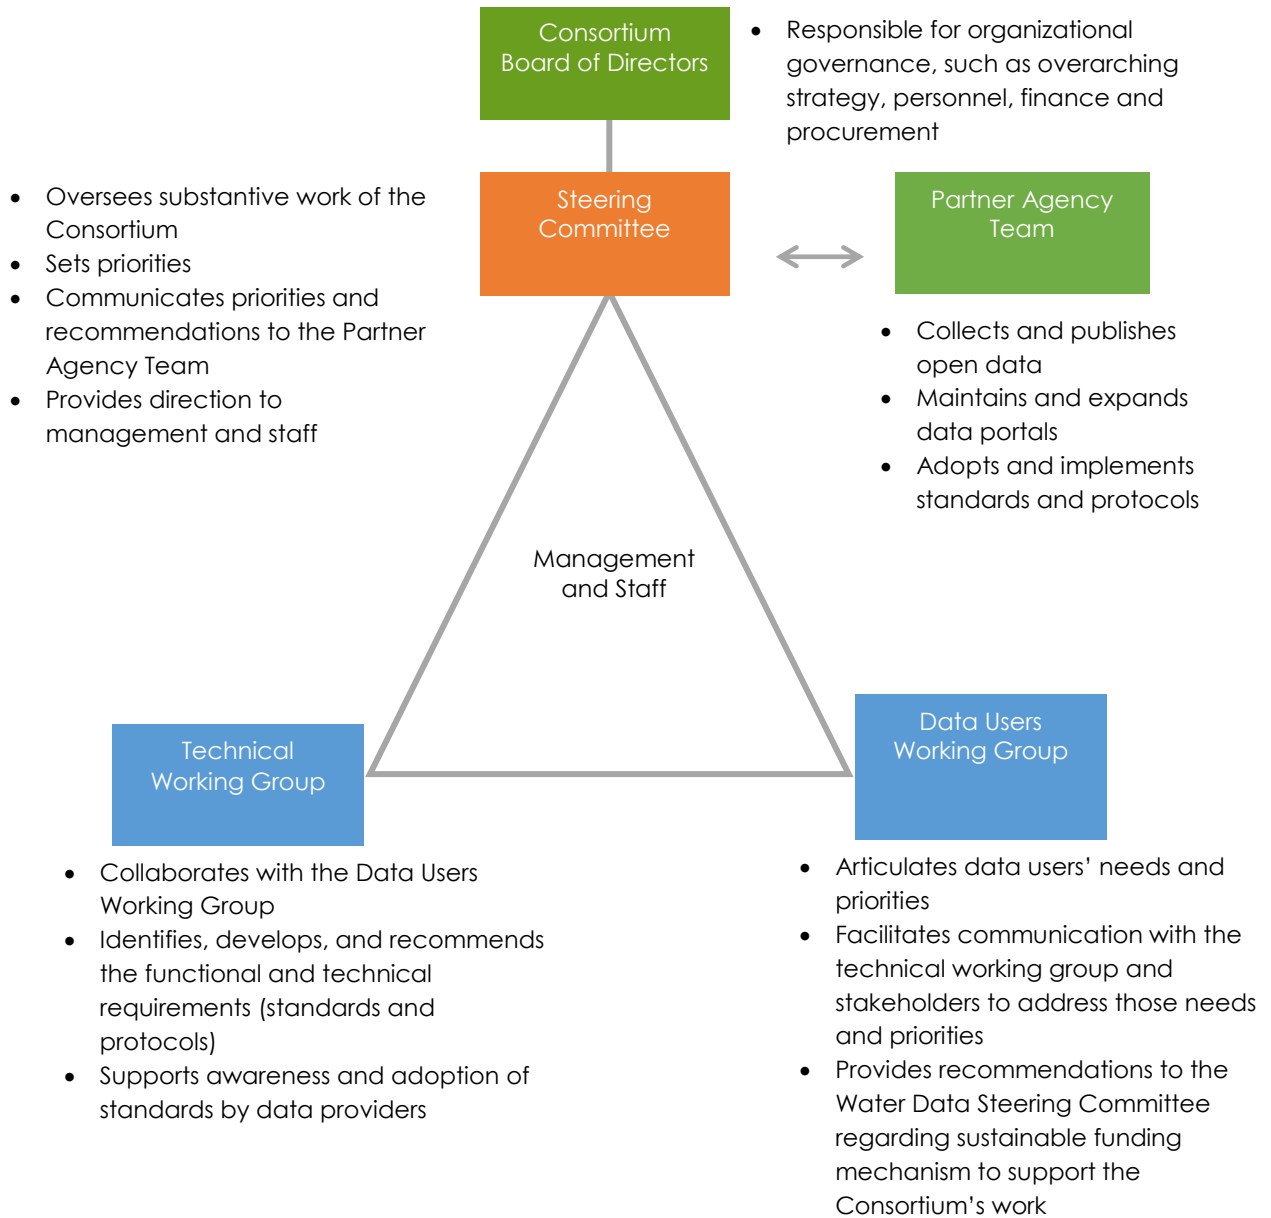 Consortium
Board of Directors
• Responsible for organizational
governance, such as overarching
strategy, personnel, finance and
procurement
• Oversees substantive work of the
Consortium
• Sets priorities
• Communicates priorities and
recommendations to the Partner
Agency Team
• Provides direction to
management and staff
Steering
Committee
Partner Agency
Team
• Collects and publishes
open data
• Maintains and expands
data portals
• Adopts and implements
standards and protocols
Management
and Staff
Technical
Working Group
Data Users
Working Group
• Collaborates with the Data Users
Working Group
• Identifies, develops, and recommends
the functional and technical
requirements (standards and
protocols)
• Supports awareness and adoption of
standards by data providers
• Articulates data users’ needs and
priorities
• Facilitates communication with the
technical working group and
stakeholders to address those needs
and priorities
• Provides recommendations to the
Water Data Steering Committee
regarding sustainable funding
mechanism to support the
Consortium’s work